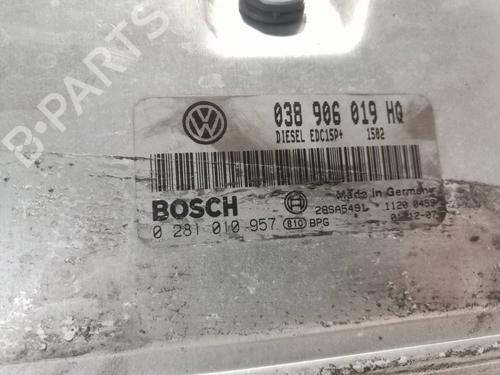 B-PARTS
038 906 019 HQ
DIESEL EDC15P+ 1502
BOSCH
Made in Germany
28SA5491 1120 0459
0 281 010 957 B10 BPG